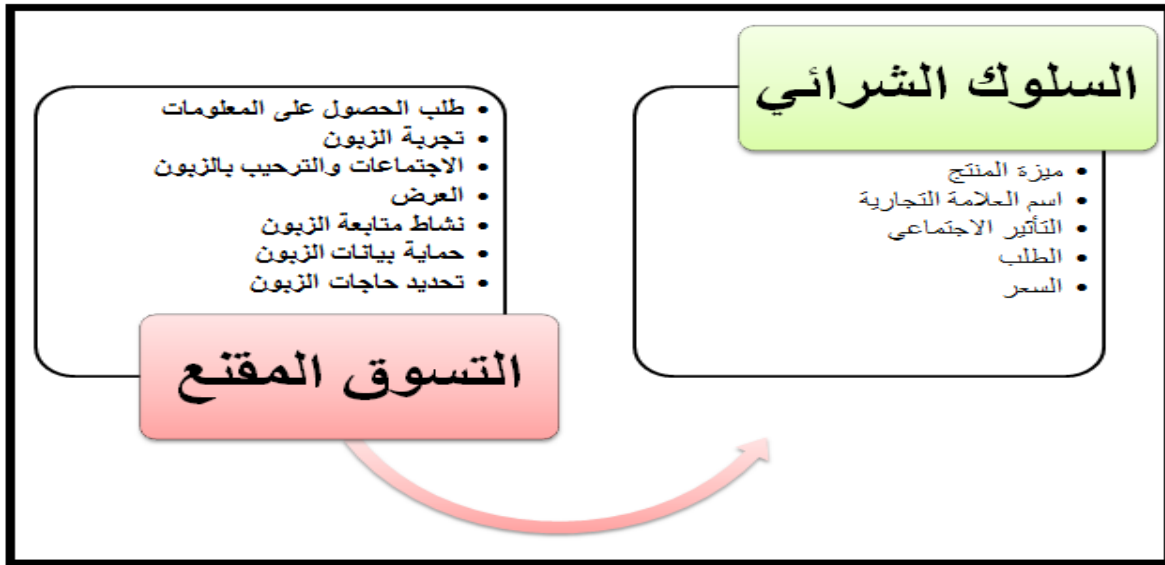 السلوك الشرائي
• ميزة المنتج
• اسم العلامة التجارية
• التأثير الاجتماعي
• الطلب
• السعر
• طلب الحصول على المعلومات
• تجربة الزبون
• الاجتماعات والترحيب بالزبون
• العرض
• نشاط متابعة الزبون
• حماية بيانات الزبون
• تحديد حاجات الزبون
التسوق المقنع